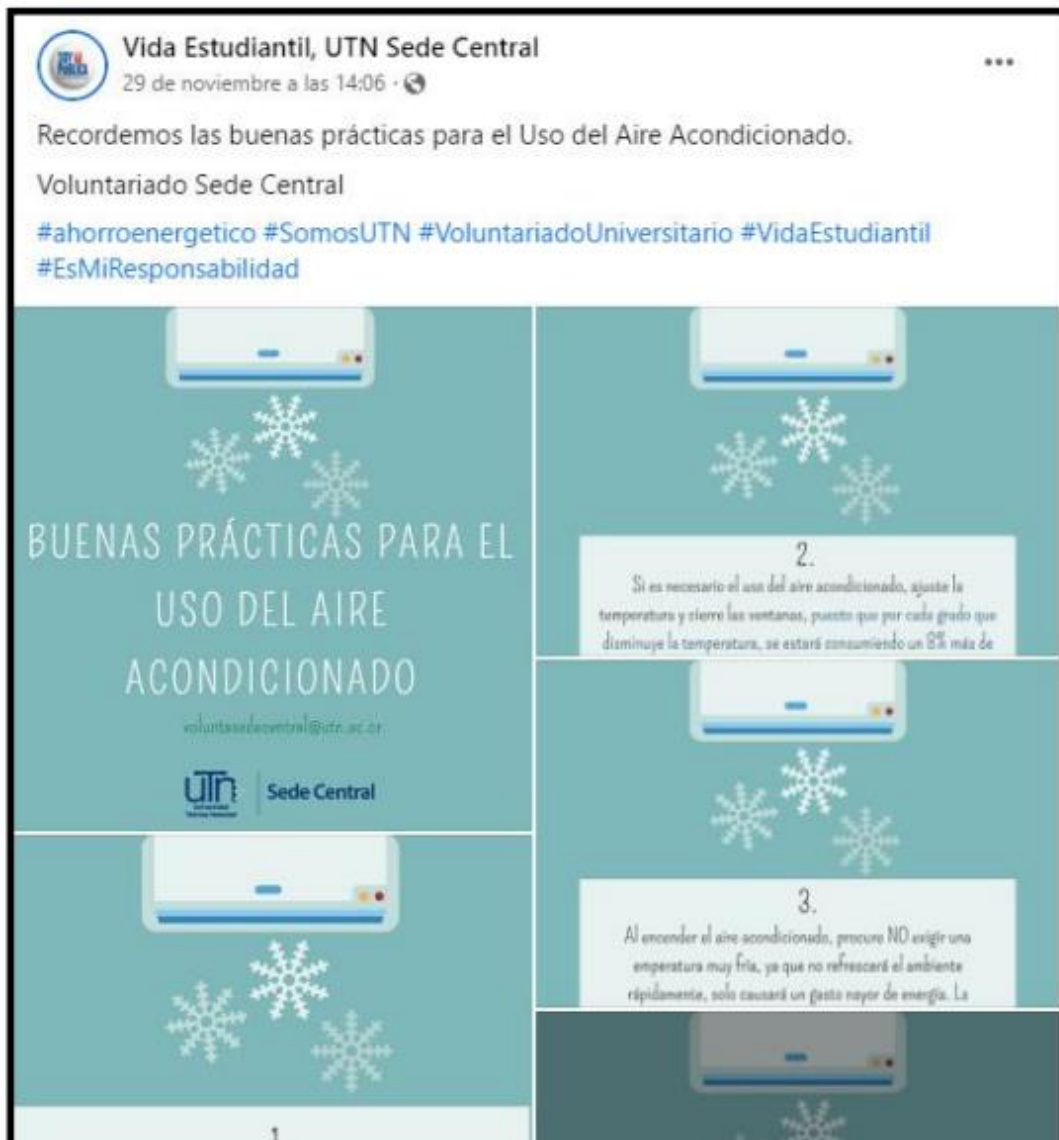 Vida Estudiantil, UTN Sede Central
29 de noviembre a las 14:06
Recordemos las buenas prácticas para el Uso del Aire Acondicionado.
Voluntariado Sede Central
#ahorroenergetico #SomosUTN #VoluntariadoUniversitario #VidaEstudiantil
#EsMiResponsabilidad
BUENAS PRÁCTICAS PARA EL
USO DEL AIRE
ACONDICIONADO
UTN
Sede Central
1.
2.
Si es necesario el uso del aire acondicionado, ajuste la
temperatura y cierre las ventanas, puesto que por cada grado que
disminuye la temperatura, se estará consumiendo un 8% más de
3.
Al encender el aire acondicionado, procure NO exigir una
emperatura muy fría, ya que no refrescará el ambiente
rápidamente, solo causará un gasto nayor de energía. La